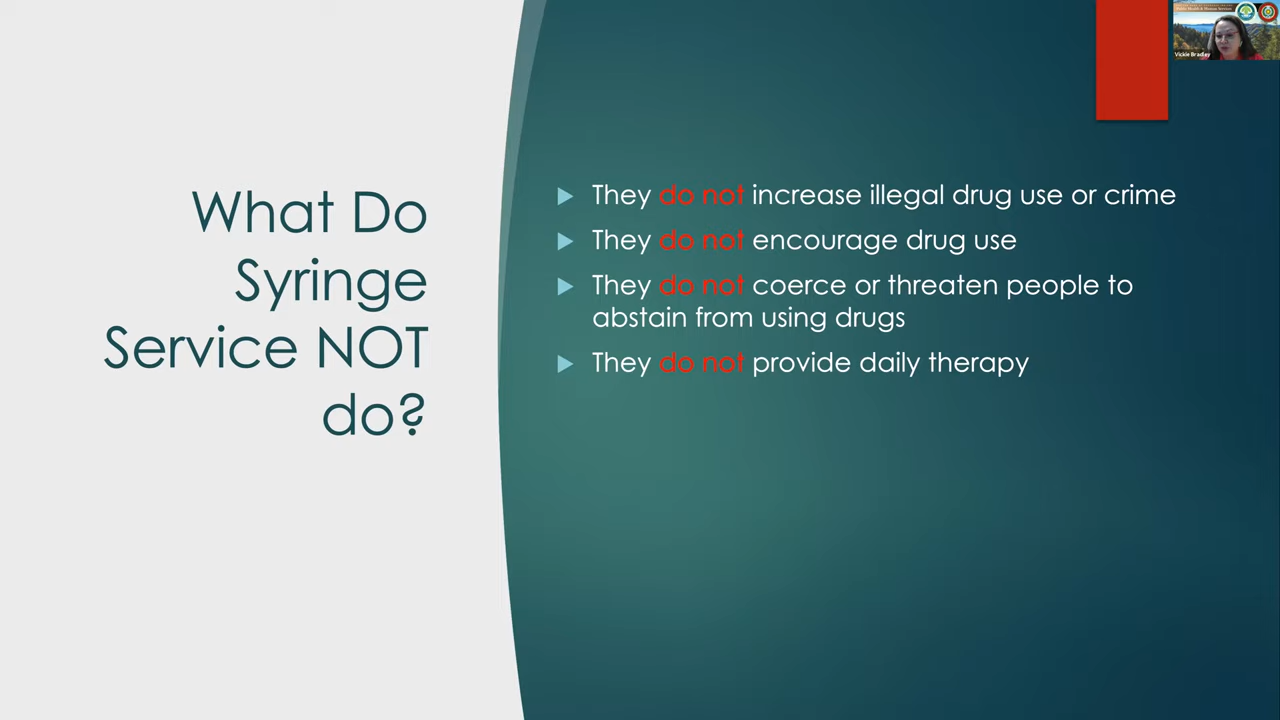 What Do
Syringe
Service NOT
do?
They do not increase illegal drug use or crime
They do not encourage drug use
They do not coerce or threaten people to
abstain from using drugs
They do not provide daily therapy
Vickie Bradley